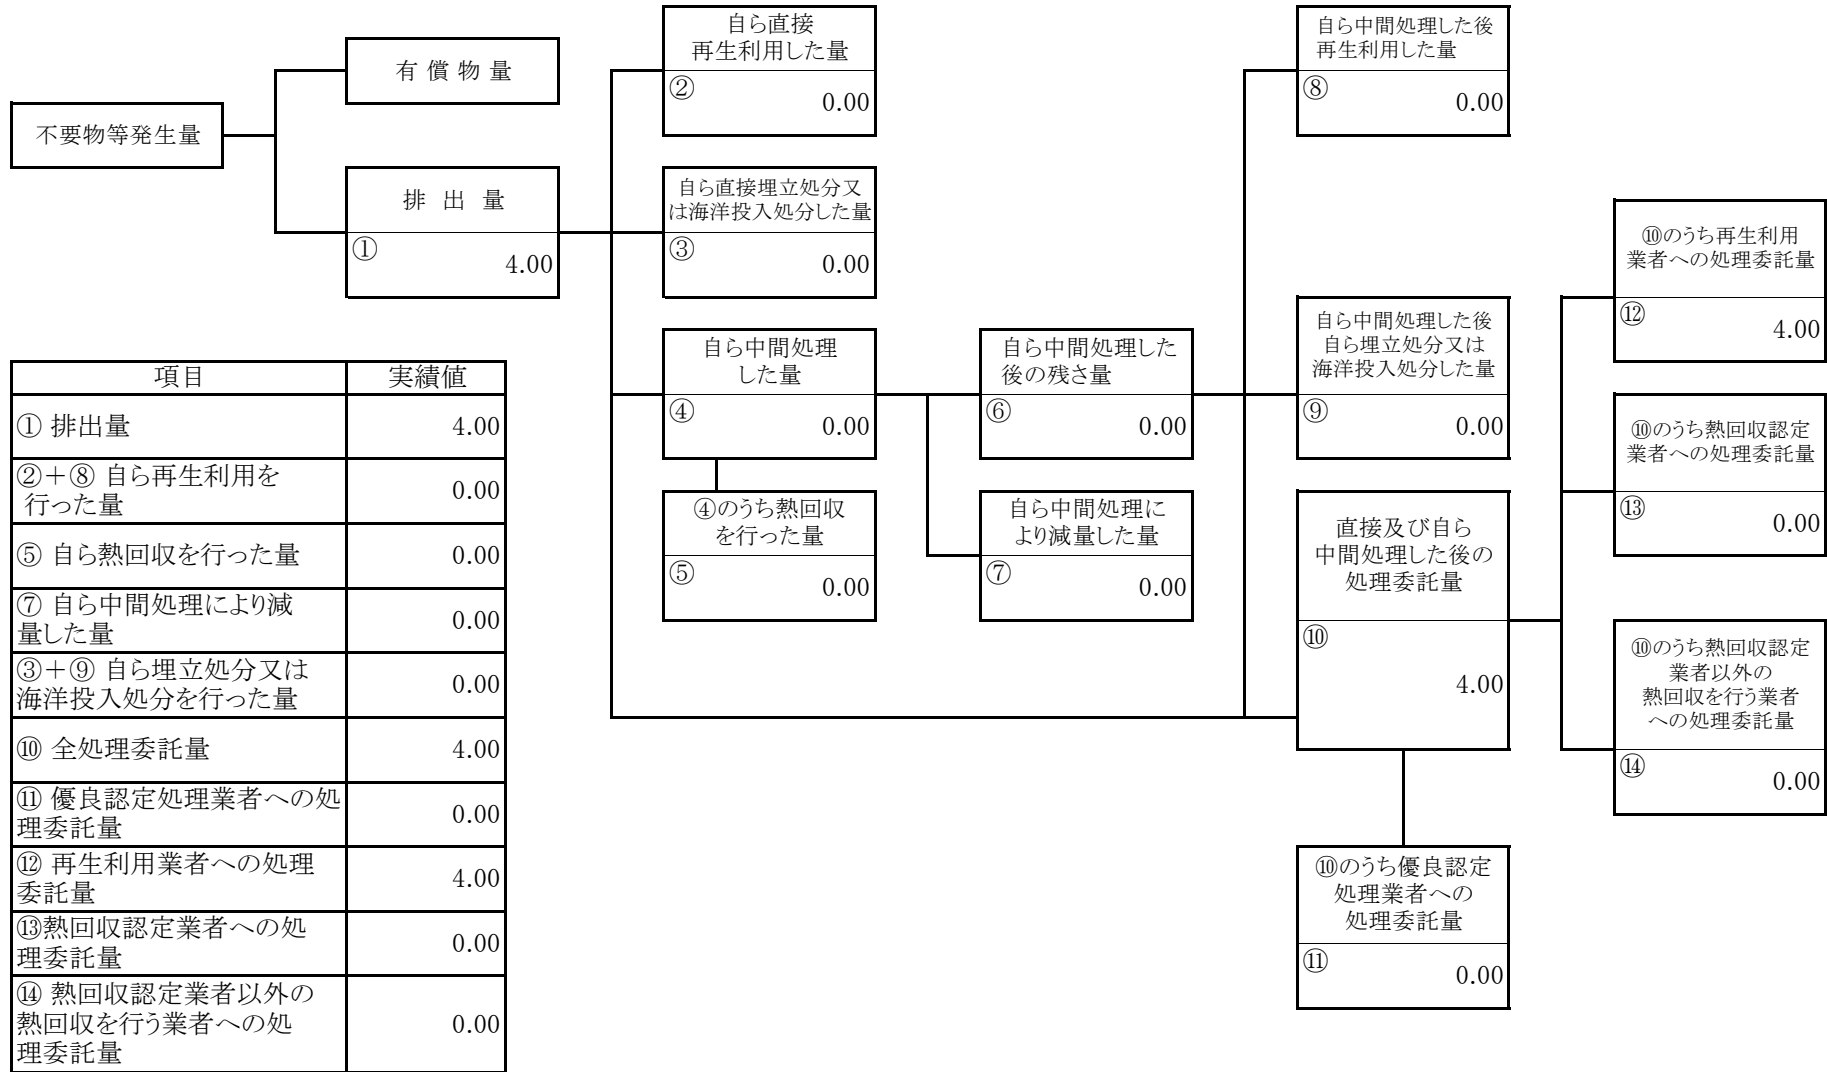 自ら直接
再生利用した量
②
0.00
自ら中間処理した後
再生利用した量
⑧
0.00
有 償 物 量
不要物等発生量
排 出 量
①
4.00
自ら直接埋立処分又
は海洋投入処分した量
③
0.00
⑩のうち再生利用
業者への処理委託量
⑫
4.00
自ら中間処理
した量
④
0.00
自ら中間処理した
後の残さ量
⑥
0.00
自ら中間処理した後
自ら埋立処分又は
海洋投入処分した量
⑨
0.00
⑩のうち熱回収認定
業者への処理委託量
⑬
0.00
④のうち熱回収
を行った量
⑤
0.00
自ら中間処理に
より減量した量
⑦
0.00
直接及び自ら
中間処理した後の
処理委託量
⑩
4.00
⑩のうち熱回収認定
業者以外の
熱回収を行う業者
への処理委託量
⑭
0.00
⑩のうち優良認定
処理業者への
処理委託量
⑪
0.00
項目 実績値
① 排出量 4.00
②＋⑧ 自ら再生利用を
行った量 0.00
⑤ 自ら熱回収を行った量 0.00
⑦ 自ら中間処理により減
量した量 0.00
③＋⑨ 自ら埋立処分又は
海洋投入処分を行った量 0.00
⑩ 全処理委託量 4.00
⑪ 優良認定処理業者への処
理委託量 0.00
⑫ 再生利用業者への処理
委託量 4.00
⑬熱回収認定業者への処
理委託量 0.00
⑭ 熱回収認定業者以外の
熱回収を行う業者への処
理委託量 0.00